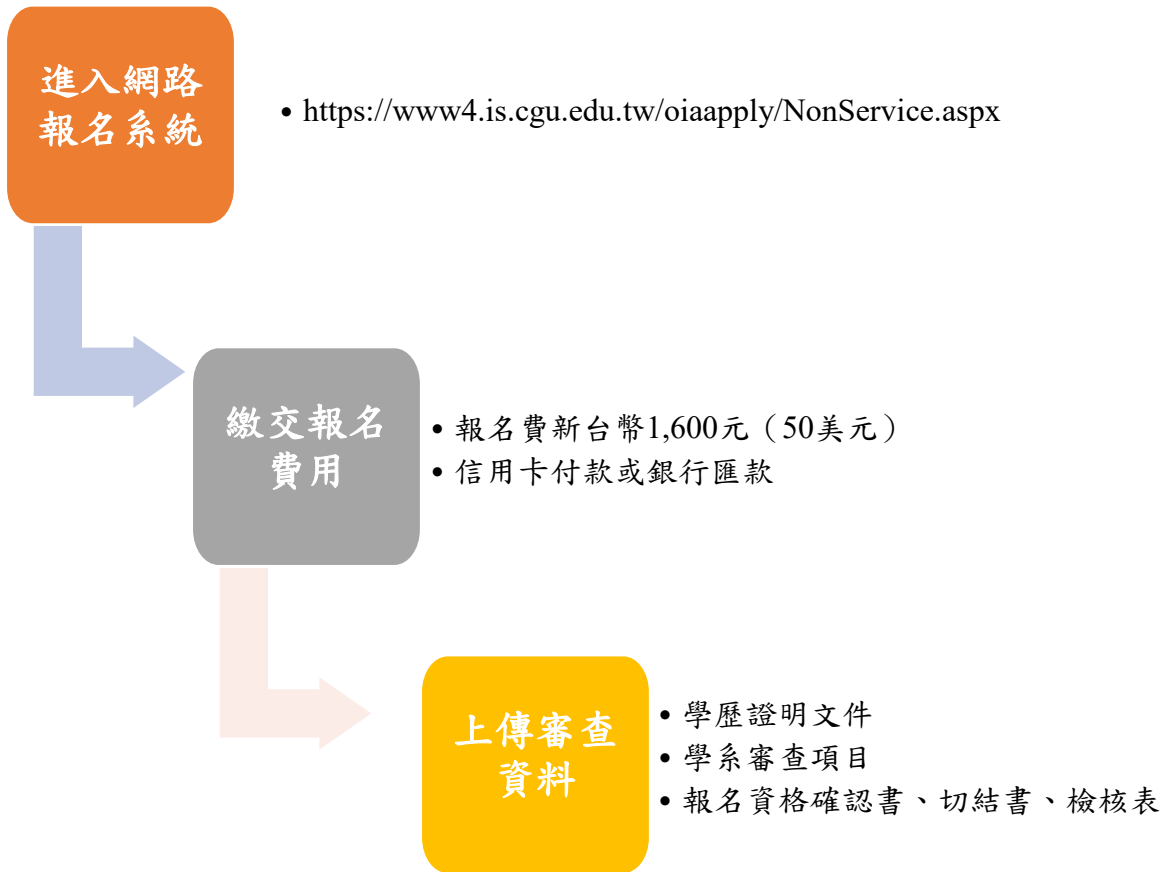 進入網路
報名系統
• https://www4.is.cgu.edu.tw/oiaapply/NonService.aspx
繳交報名
費用
• 報名費新台幣1,600元（50美元）
• 信用卡付款或銀行匯款
上傳審查
資料
• 學歷證明文件
• 學系審查項目
• 報名資格確認書、切結書、檢核表